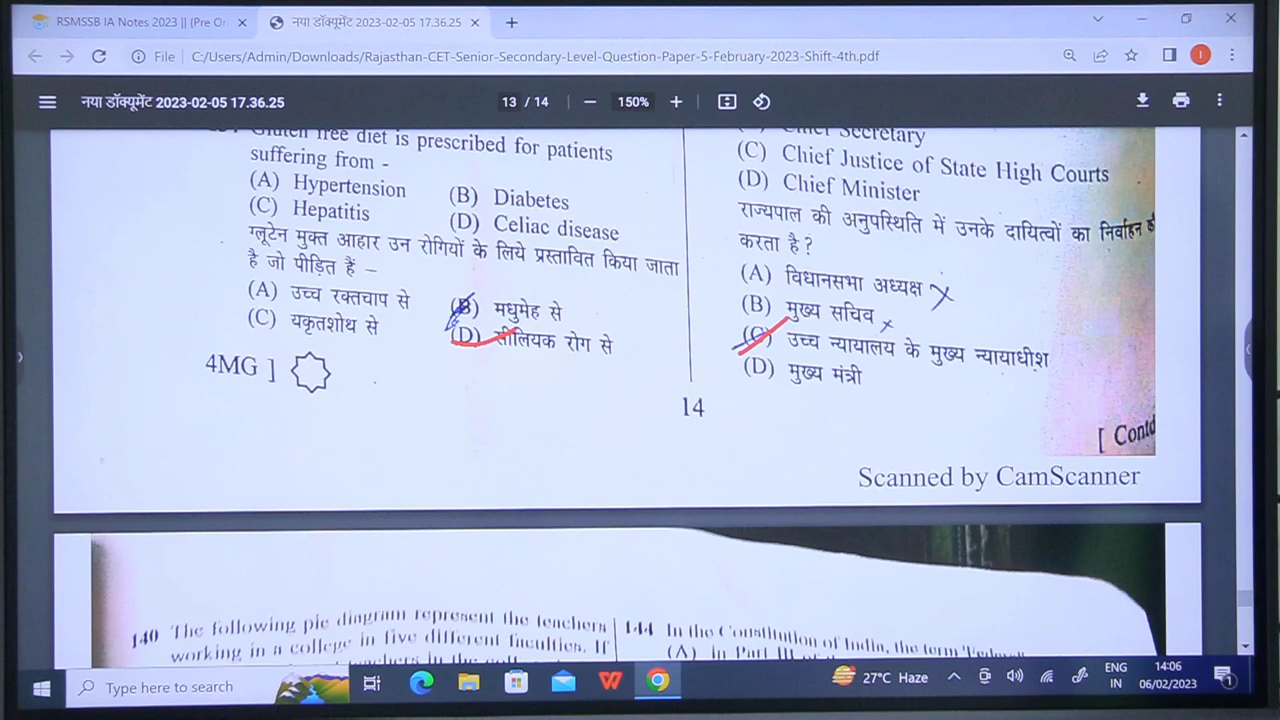 RSMSSB IA Notes 2023 || (Pre Or
नया डॉक्यूमेंट 2023-02-05 17.36.25
File | C:/Users/Admin/Downloads/Rajasthan-CET-Senior-Secondary-Level-Question-Paper-5-February-2023-Shift-4th.pdf
नया डॉक्यूमेंट 2023-02-05 17.36.25
13 / 14
150%
Gluten free diet is prescribed for patients
suffering from -
(A) Hypertension (B) Diabetes
(C) Hepatitis (D) Celiac disease
ग्लूटेन मुक्त आहार उन रोगियों के लिये प्रस्तावित किया जाता
है जो पीड़ित हैं –
(A) उच्च रक्तचाप से (B) मधुमेह से
(C) यकृतशोथ से (D) सीलियक रोग से
4MG ]
Chief Secretary
(C) Chief Justice of State High Courts
(D) Chief Minister
राज्यपाल की अनुपस्थिति में उनके दायित्वों का निर्वाहन
करता है ?
(A) विधानसभा अध्यक्ष
(B) मुख्य सचिव
(C) उच्च न्यायालय के मुख्य न्यायाधीश
(D) मुख्य मंत्री
14
[ Contd
Scanned by CamScanner
140 The following pie diagram represent the teachers
working in a college in five different faculties. If
144 In the Constitution of India, the term
(A) in Part III
Type here to search
27°C Haze
ENG
IN
14:06
06/02/2023
1